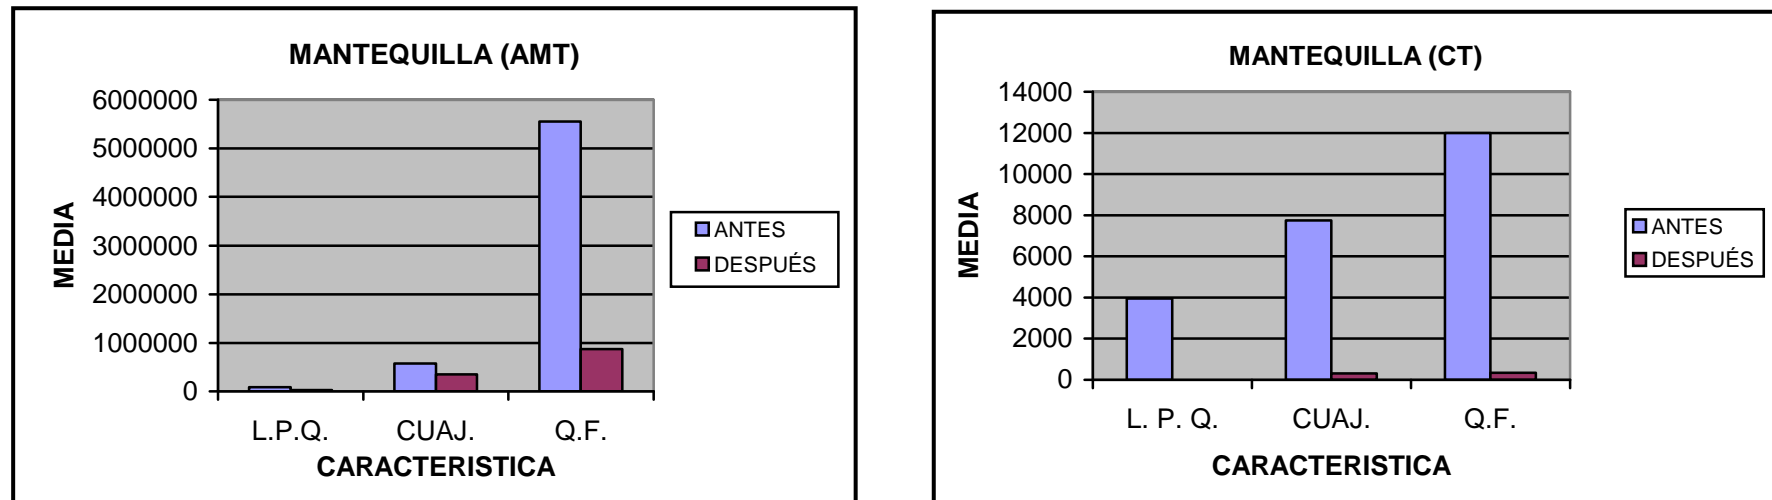 MANTEQUILLA (AMT)
6000000
5000000
4000000
3000000
2000000
1000000
0
MEDIA
L.P.Q. CUAJ. Q.F.
CARACTERISTICA
ANTES
DESPUÉS
MANTEQUILLA (CT)
14000
12000
10000
8000
6000
4000
2000
0
MEDIA
L. P. Q. CUAJ. Q.F.
CARACTERISTICA
ANTES
DESPUÉS